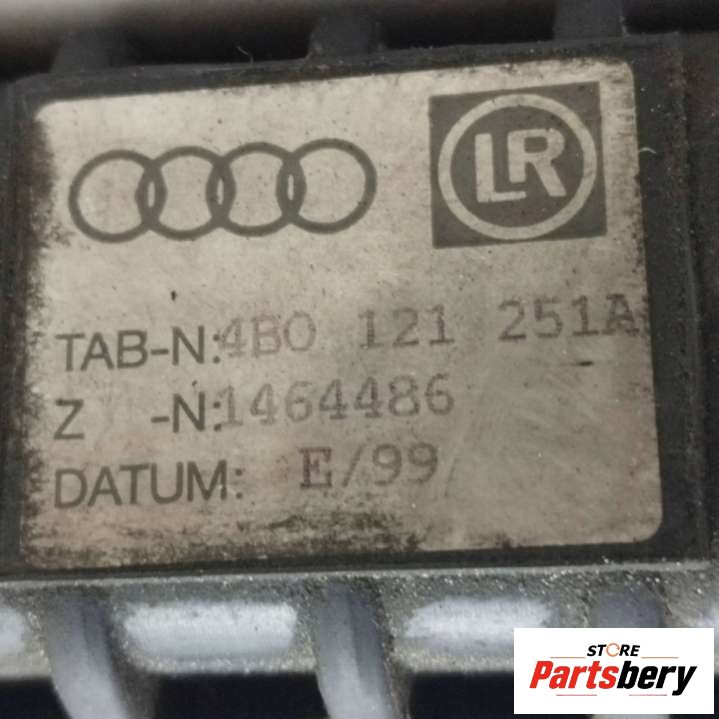 LR
TAB-N: 4B0 121 251A
Z -N: 1464486
DATUM: E/99
STORE
Partsbery